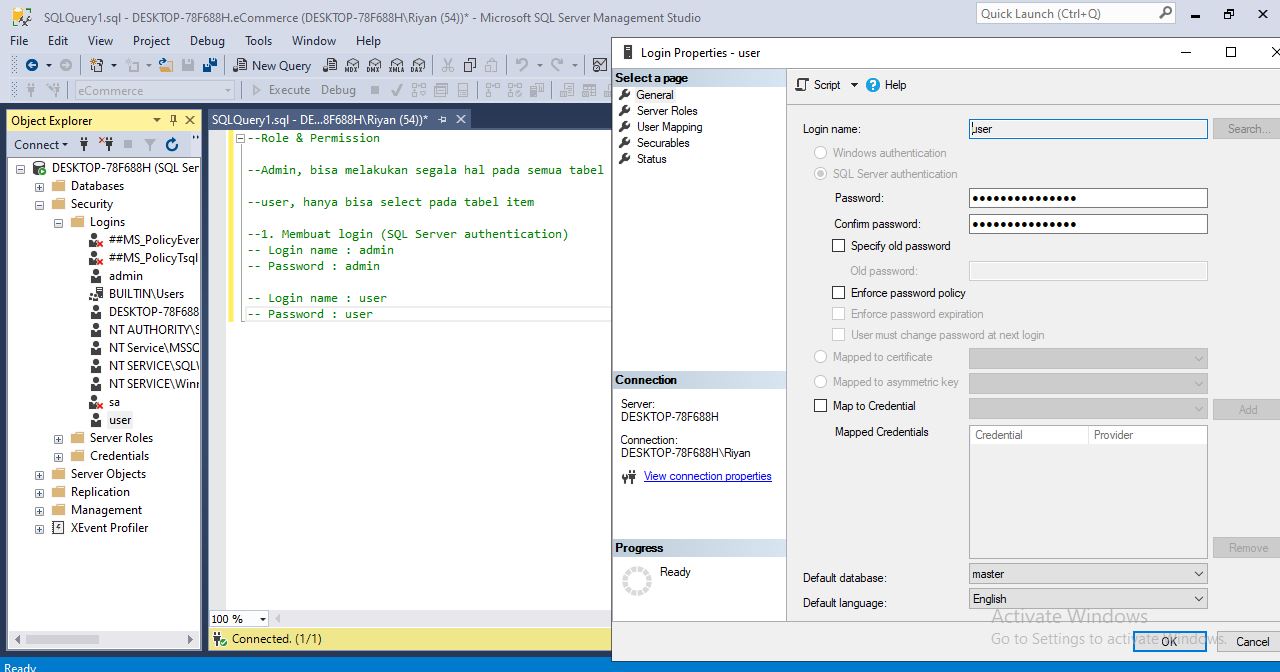 SQLQuery1.sql - DESKTOP-78F688H.eCommerce (DESKTOP-78F688H\Riyan (54))* - Microsoft SQL Server Management Studio
Quick Launch (Ctrl+Q)
File Edit View Project Debug Tools Window Help
New Query MDX DMX XMLA DAX
eCommerce Execute Debug
Object Explorer
Connect
DESKTOP-78F688H (SQL Ser
Databases
Security
Logins
##MS_PolicyEver
##MS_PolicyTsql
admin
BUILTIN\Users
DESKTOP-78F688
NT AUTHORITY\S
NT Service\MSSC
NT SERVICE\SQL\
NT SERVICE\Winr
sa
user
Server Roles
Credentials
Server Objects
Replication
Management
XEvent Profiler
SQLQuery1.sql - DE...8F688H\Riyan (54))*
--Role & Permission
--Admin, bisa melakukan segala hal pada semua tabel
--user, hanya bisa select pada tabel item
--1. Membuat login (SQL Server authentication)
-- Login name : admin
-- Password : admin
-- Login name : user
-- Password : user
100 %
Connected. (1/1)
Ready
Login Properties - user
Select a page
General
Server Roles
User Mapping
Securables
Status
Connection
Server:
DESKTOP-78F688H
Connection:
DESKTOP-78F688H\Riyan
View connection properties
Progress
Ready
Script Help
Login name: user Search...
Windows authentication
SQL Server authentication
Password: ●●●●●●●●●●●●●●●
Confirm password: ●●●●●●●●●●●●●●●
Specify old password
Old password:
Enforce password policy
Enforce password expiration
User must change password at next login
Mapped to certificate
Mapped to asymmetric key
Map to Credential Add
Mapped Credentials Credential Provider
Remove
Default database: master
Default language: English
Activate Windows
Go to Settings to activate Windows.
OK Cancel